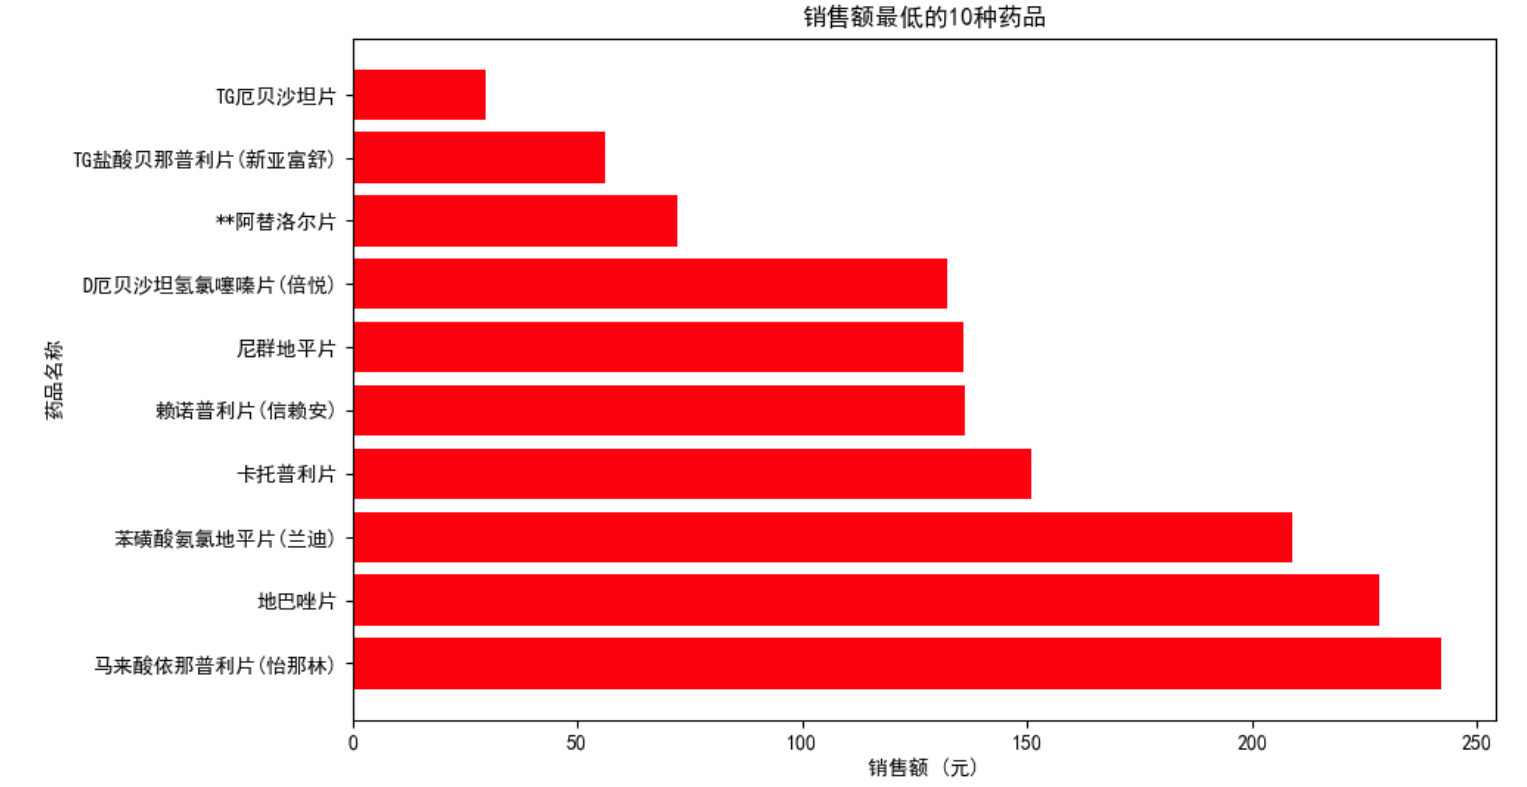 销售额最低的10种药品
TG厄贝沙坦片
TG盐酸贝那普利片(新亚富舒)
**阿替洛尔片
D厄贝沙坦氢氯噻嗪片(倍悦)
尼群地平片
赖诺普利片(信赖安)
卡托普利片
苯磺酸氨氯地平片(兰迪)
地巴唑片
马来酸依那普利片(怡那林)
药品名称
0 50 100 150 200 250
销售额 (元)